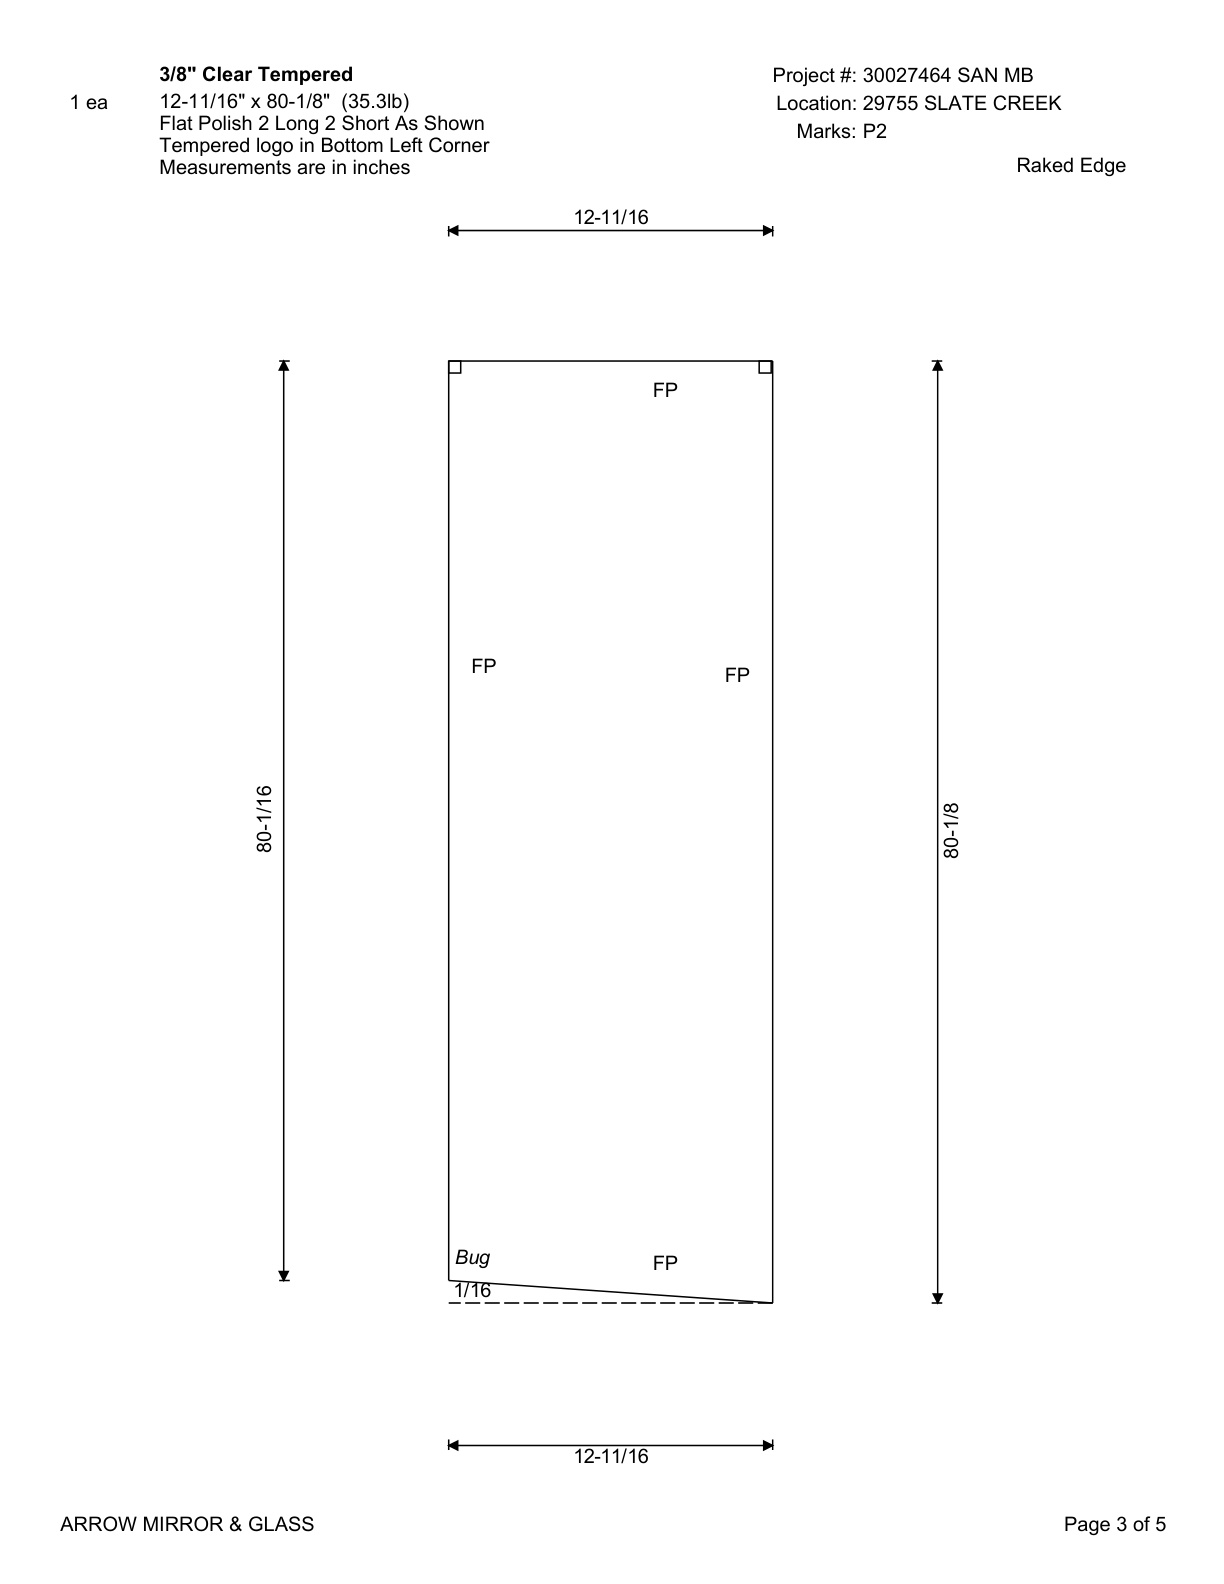 3/8" Clear Tempered
1 ea
12-11/16" x 80-1/8" (35.3lb)
Flat Polish 2 Long 2 Short As Shown
Tempered logo in Bottom Left Corner
Measurements are in inches
Project #: 30027464 SAN MB
Location: 29755 SLATE CREEK
Marks: P2
Raked Edge
12-11/16
FP
FP
FP
80-1/16
80-1/8
Bug
FP
1/16
12-11/16
ARROW MIRROR & GLASS
Page 3 of 5